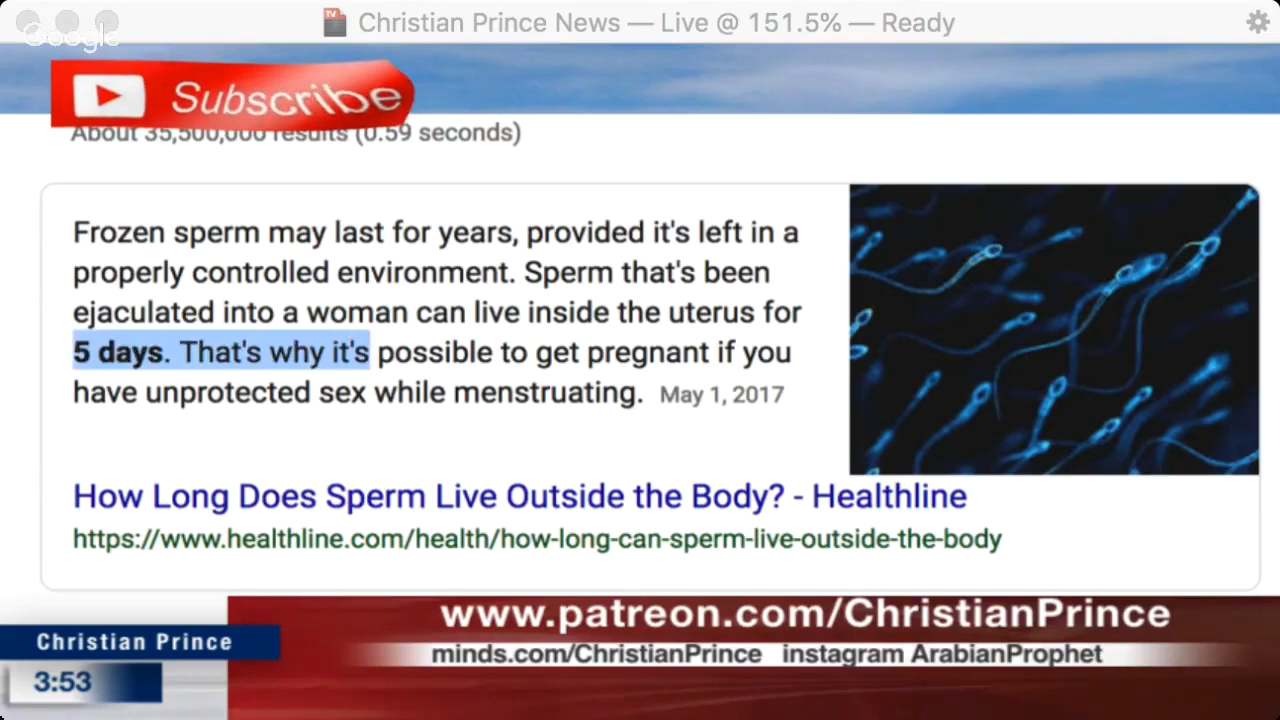 TV
Christian Prince News — Live @ 151.5% — Ready
Google
Subscribe
About 35,500,000 results (0.59 seconds)
Frozen sperm may last for years, provided it's left in a
properly controlled environment. Sperm that's been
ejaculated into a woman can live inside the uterus for
5 days. That's why it's possible to get pregnant if you
have unprotected sex while menstruating. May 1, 2017
How Long Does Sperm Live Outside the Body? - Healthline
https://www.healthline.com/health/how-long-can-sperm-live-outside-the-body
www.patreon.com/ChristianPrince
Christian Prince
minds.com/ChristianPrince instagram ArabianProphet
3:53